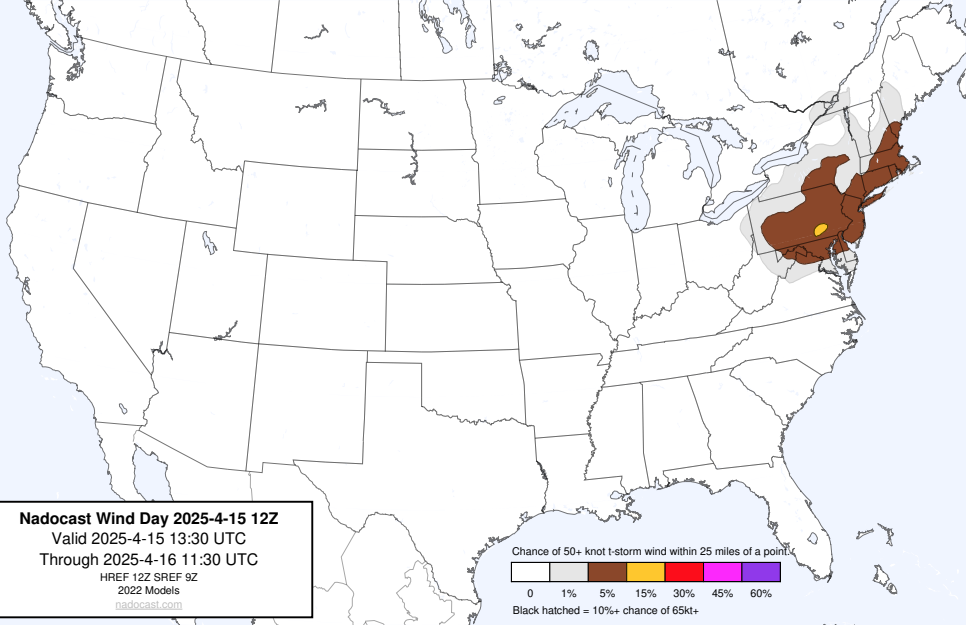 Nadocast Wind Day 2025-4-15 12Z
Valid 2025-4-15 13:30 UTC
Through 2025-4-16 11:30 UTC
HREF 12Z SREF 9Z
2022 Models
nadocast.com
Chance of 50+ knot t-storm wind within 25 miles of a point.
0 1% 5% 15% 30% 45% 60%
Black hatched = 10%+ chance of 65kt+